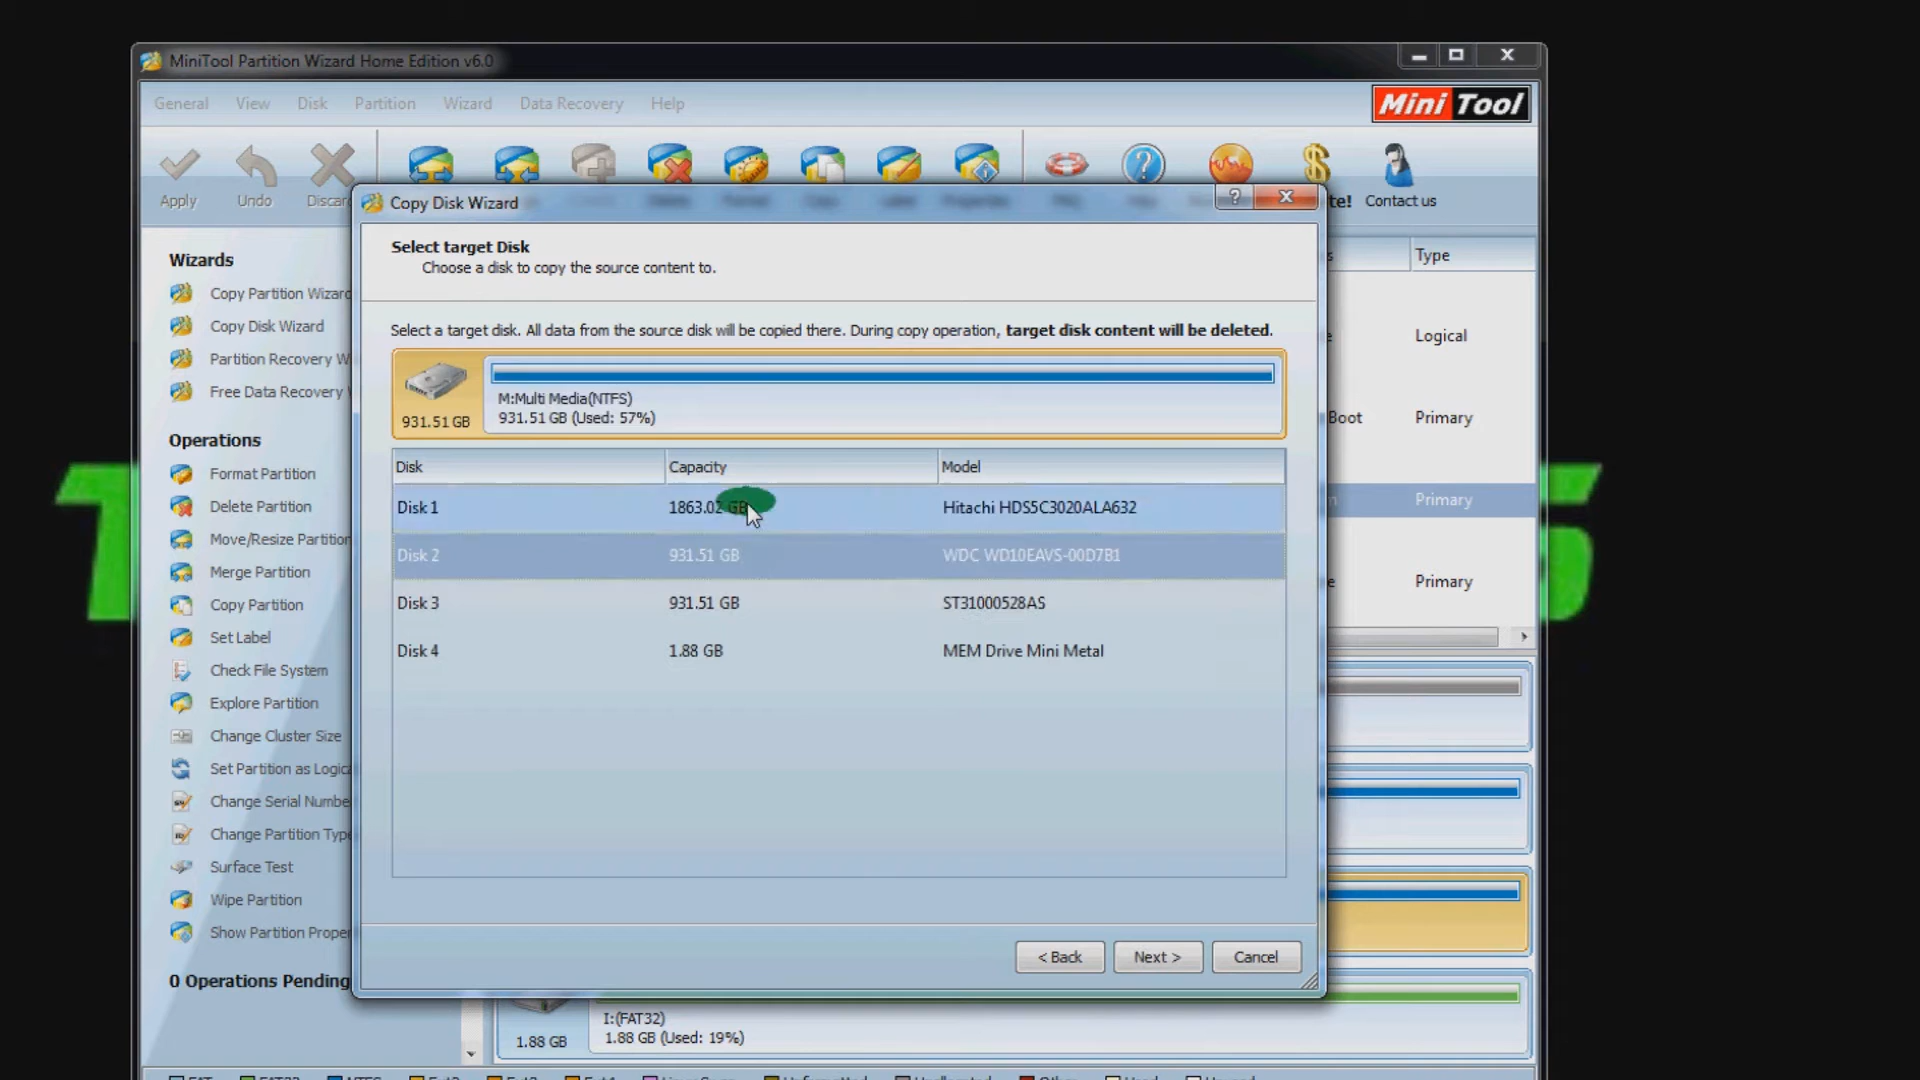 MiniTool Partition Wizard Home Edition v6.0
General View Disk Partition Wizard Data Recovery Help
Mini Tool
Apply Undo Discard te! Contact us
Copy Disk Wizard
Select target Disk
Choose a disk to copy the source content to.
Select a target disk. All data from the source disk will be copied there. During copy operation, target disk content will be deleted.
M:Multi Media(NTFS)
931.51 GB
931.51 GB (Used: 57%)
Disk Capacity Model
Disk 1 1863.02 GB Hitachi HDS5C3020ALA632
Disk 2 931.51 GB WDC WD10EAVS-00D7B1
Disk 3 931.51 GB ST31000528AS
Disk 4 1.88 GB MEM Drive Mini Metal
< Back Next > Cancel
Wizards
Copy Partition Wizard
Copy Disk Wizard
Partition Recovery W
Free Data Recovery
Operations
Format Partition
Delete Partition
Move/Resize Partition
Merge Partition
Copy Partition
Set Label
Check File System
Explore Partition
Change Cluster Size
Set Partition as Logica
Change Serial Numbe
Change Partition Type
Surface Test
Wipe Partition
Show Partition Proper
0 Operations Pending
s Type
e Logical
Boot Primary
Primary
e Primary
I:(FAT32)
1.88 GB
1.88 GB (Used: 19%)